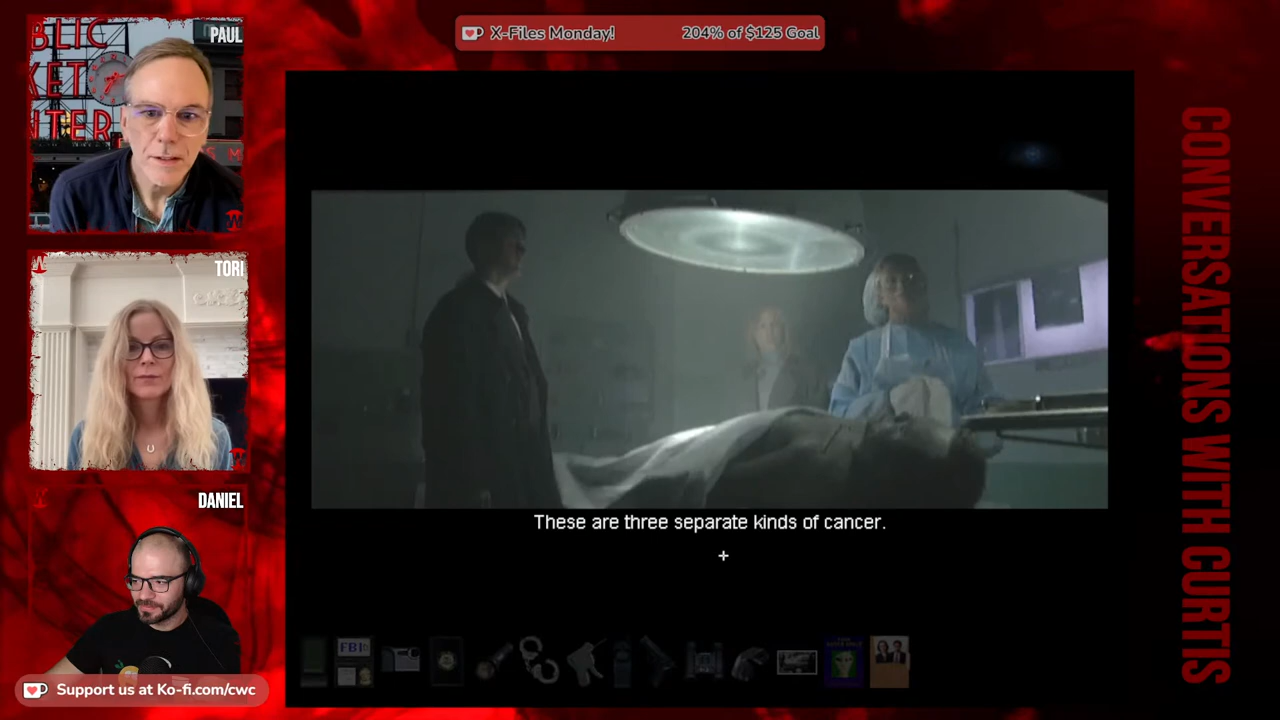 X-Files Monday!
204% of $125 Goal
PAUL
TORI
DANIEL
These are three separate kinds of cancer.
FBI
Support us at Ko-fi.com/cwc
CONVERSATIONS WITH CURTIS